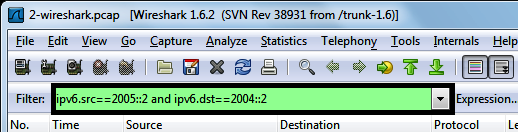 2-wireshark.pcap [Wireshark 1.6.2 (SVN Rev 38931 from /trunk-1.6)]
File Edit View Go Capture Analyze Statistics Telephony Tools Internals Help
Filter: ipv6.src==2005::2 and ipv6.dst==2004::2 Expression...
No. Time Source Destination Protocol Le